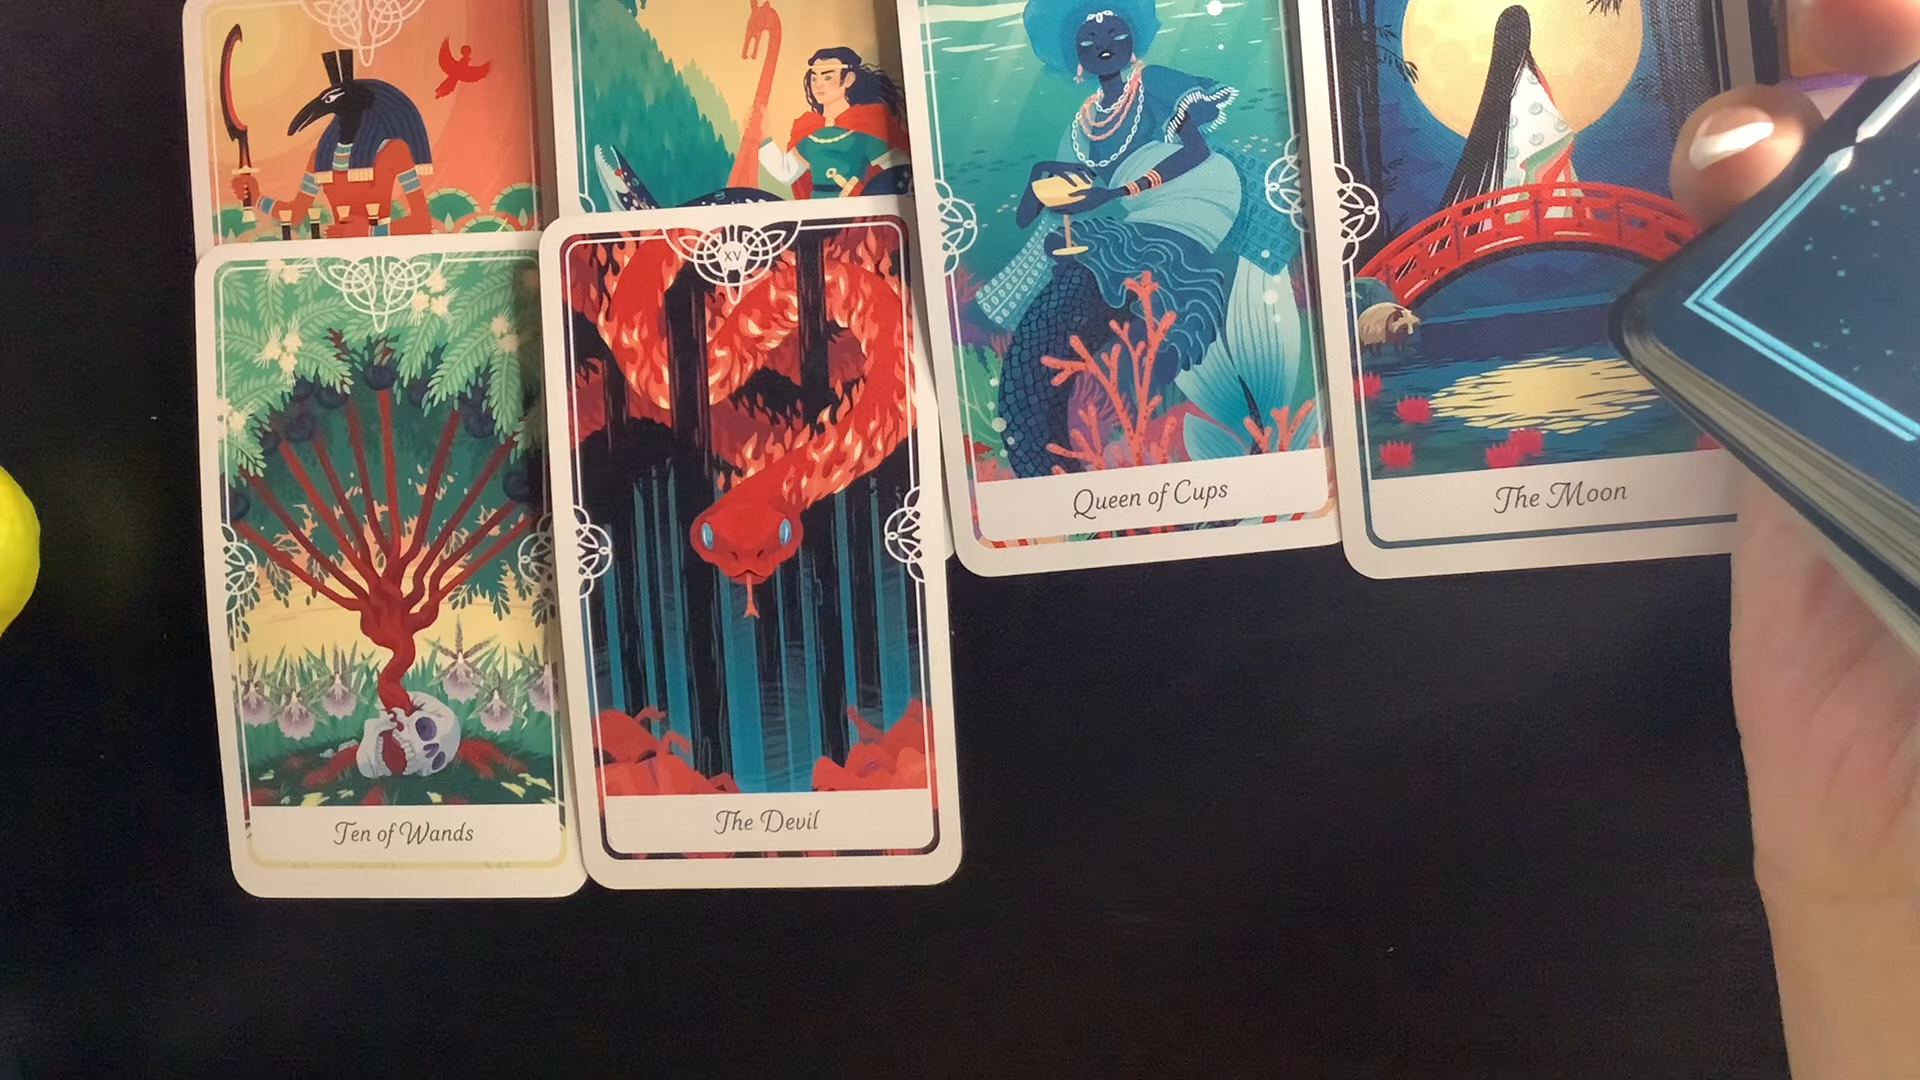 XV
Queen of Cups
The Moon
Ten of Wands
The Devil